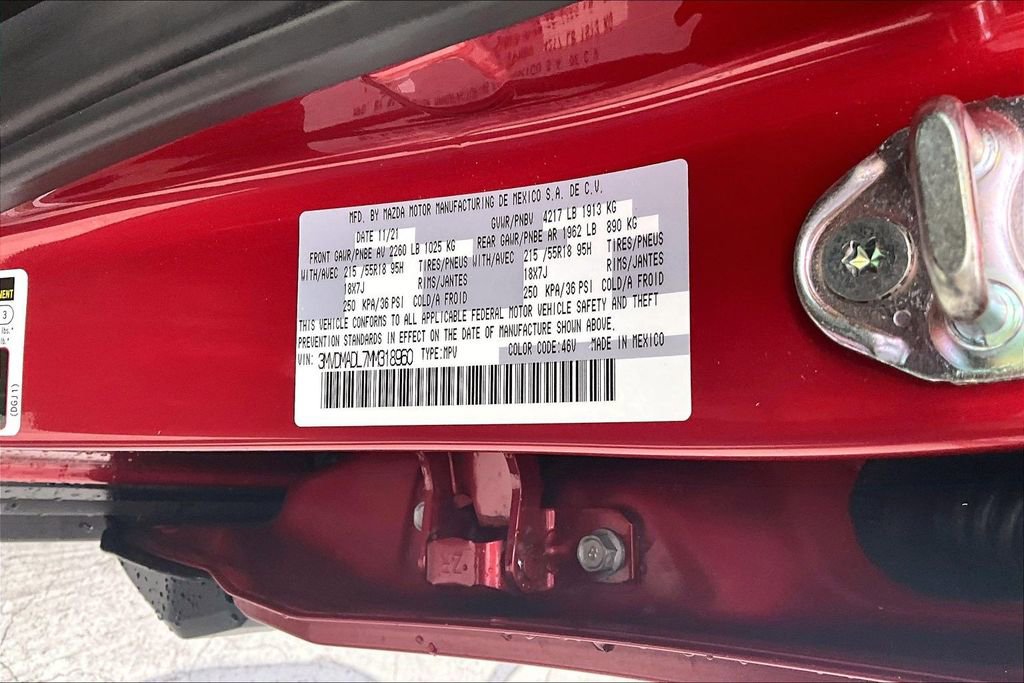 MFD. BY MAZDA MOTOR MANUFACTURING DE MEXICO S.A. DE C.V.
DATE 11/21 GVWR/PNBV 4217 LB 1913 KG
FRONT GAWR/PNBE AV 2260 LB 1025 KG REAR GAWR/PNBE AR 1962 LB 890 KG
WITH/AVEC 215 /55R18 95H TIRES/PNEUS WITH/AVEC 215 /55R18 95H TIRES/PNEUS
18X7J RIMS/JANTES 18X7J RIMS/JANTES
250 KPA/36 PSI COLD/A FROID 250 KPA/36 PSI COLD/A FROID
THIS VEHICLE CONFORMS TO ALL APPLICABLE FEDERAL MOTOR VEHICLE SAFETY AND THEFT
PREVENTION STANDARDS IN EFFECT ON THE DATE OF MANUFACTURE SHOWN ABOVE.
VIN: 3MVDMADL7MM318960 TYPE:MPV COLOR CODE:46V MADE IN MEXICO
3
lbs.*
(DGJ1)